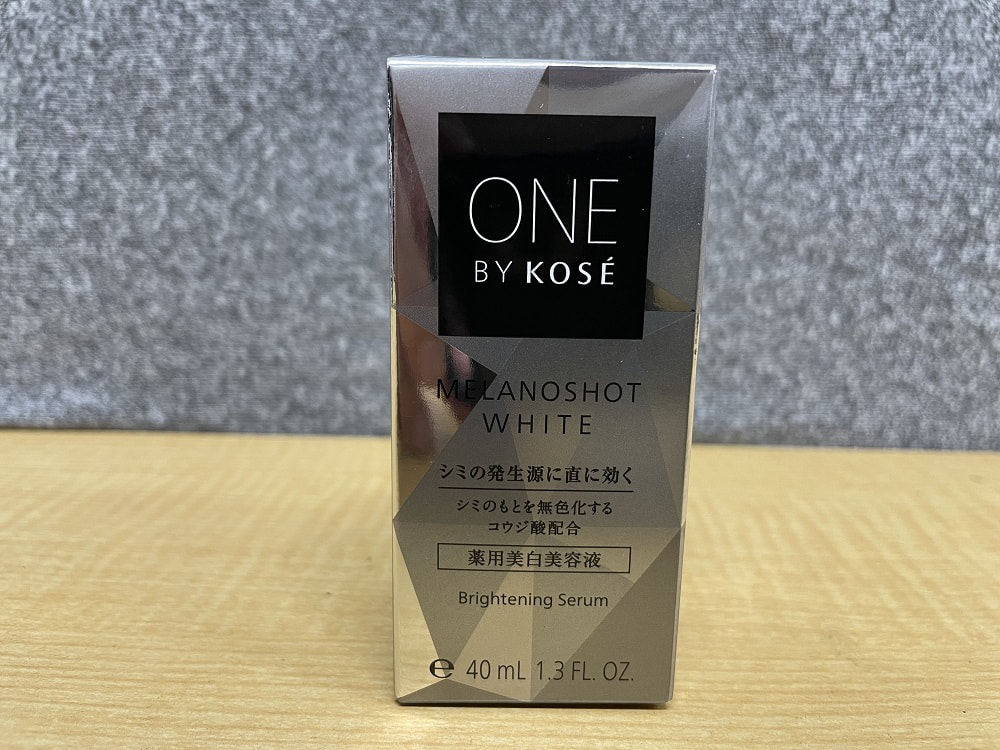 ONE
BY KOSÉ
MELANOSHOT
WHITE
シミの発生源に直に効く
シミのもとを無色化する
コウジ酸配合
薬用美白美容液
Brightening Serum
℮ 40 mL 1.3 FL. OZ.